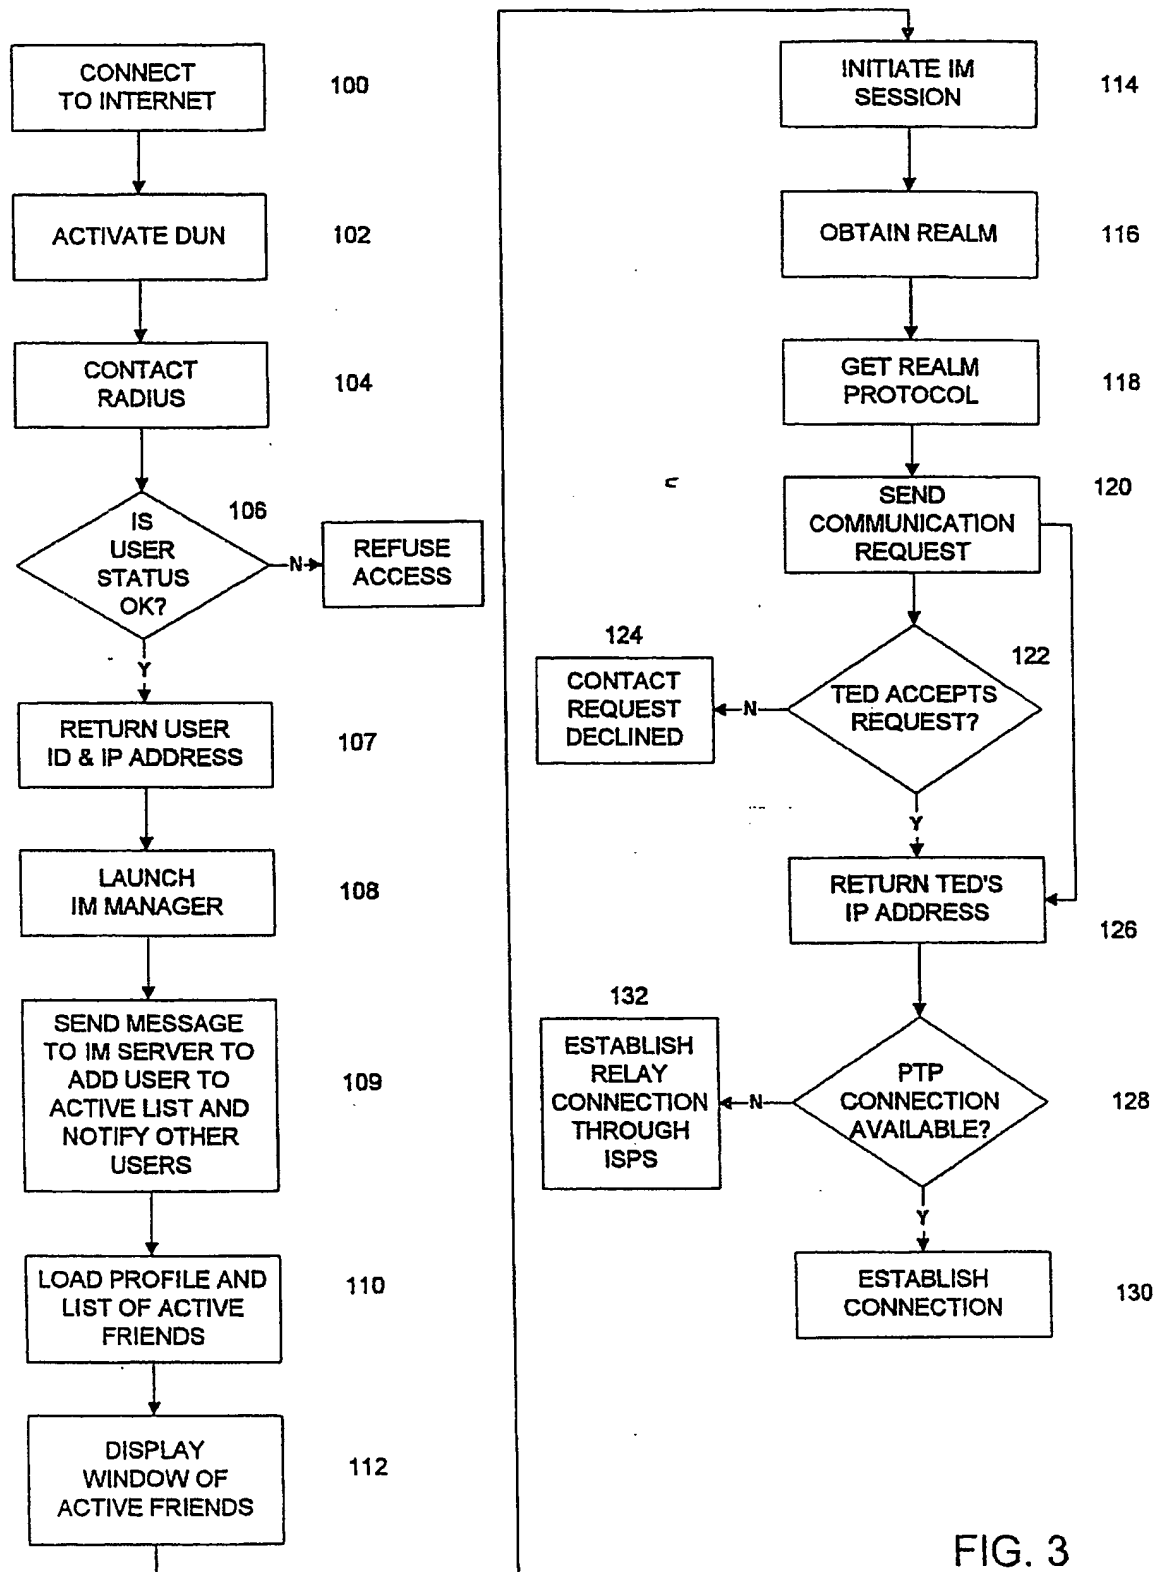 CONNECT
TO INTERNET
100
ACTIVATE DUN
102
CONTACT
RADIUS
104
IS
USER
STATUS
OK?
106
N
REFUSE
ACCESS
Y
RETURN USER
ID & IP ADDRESS
107
LAUNCH
IM MANAGER
108
SEND MESSAGE
TO IM SERVER TO
ADD USER TO
ACTIVE LIST AND
NOTIFY OTHER
USERS
109
LOAD PROFILE AND
LIST OF ACTIVE
FRIENDS
110
DISPLAY
WINDOW OF
ACTIVE FRIENDS
112
INITIATE IM
SESSION
114
OBTAIN REALM
116
GET REALM
PROTOCOL
118
SEND
COMMUNICATION
REQUEST
120
TED ACCEPTS
REQUEST?
122
N
124
CONTACT
REQUEST
DECLINED
Y
RETURN TED'S
IP ADDRESS
126
PTP
CONNECTION
AVAILABLE?
128
N
132
ESTABLISH
RELAY
CONNECTION
THROUGH
ISPS
Y
ESTABLISH
CONNECTION
130
FIG. 3